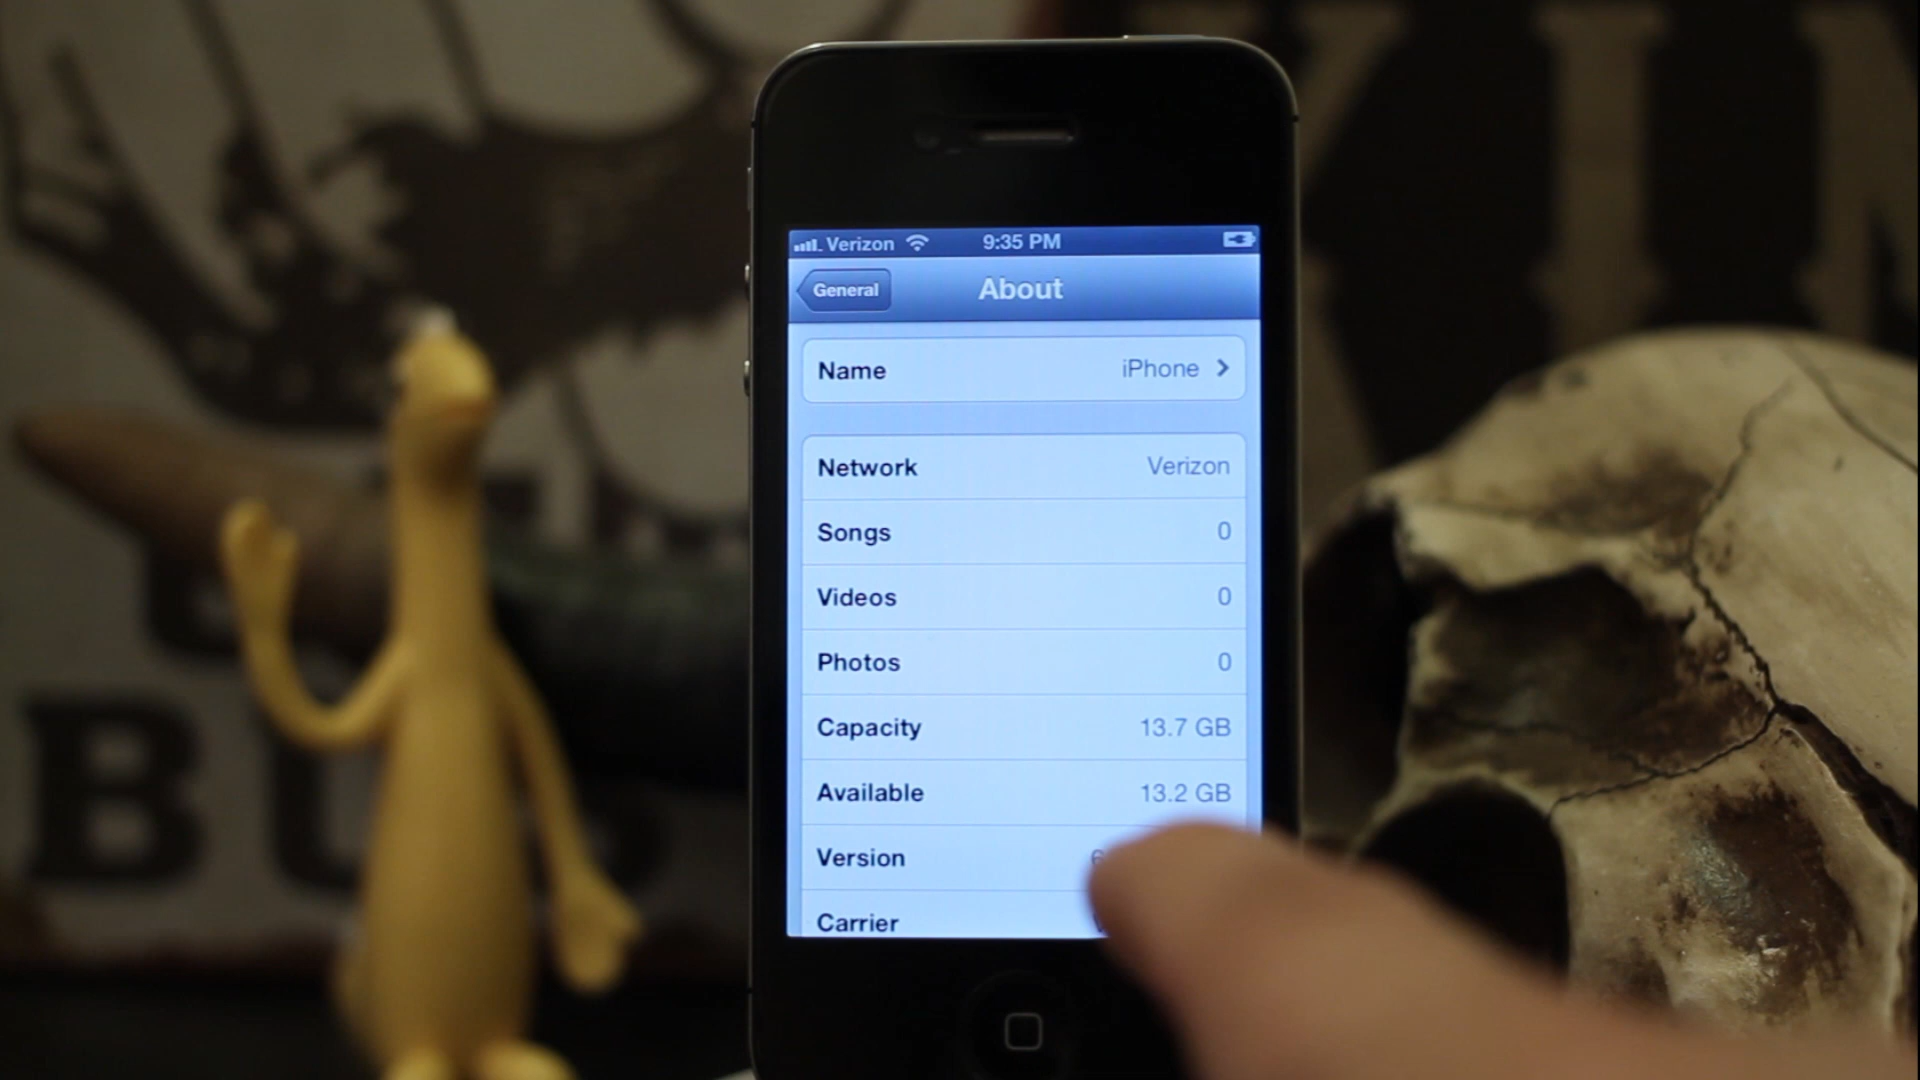 Verizon 9:35 PM
General About
Name iPhone
Network Verizon
Songs 0
Videos 0
Photos 0
Capacity 13.7 GB
Available 13.2 GB
Version 6
Carrier